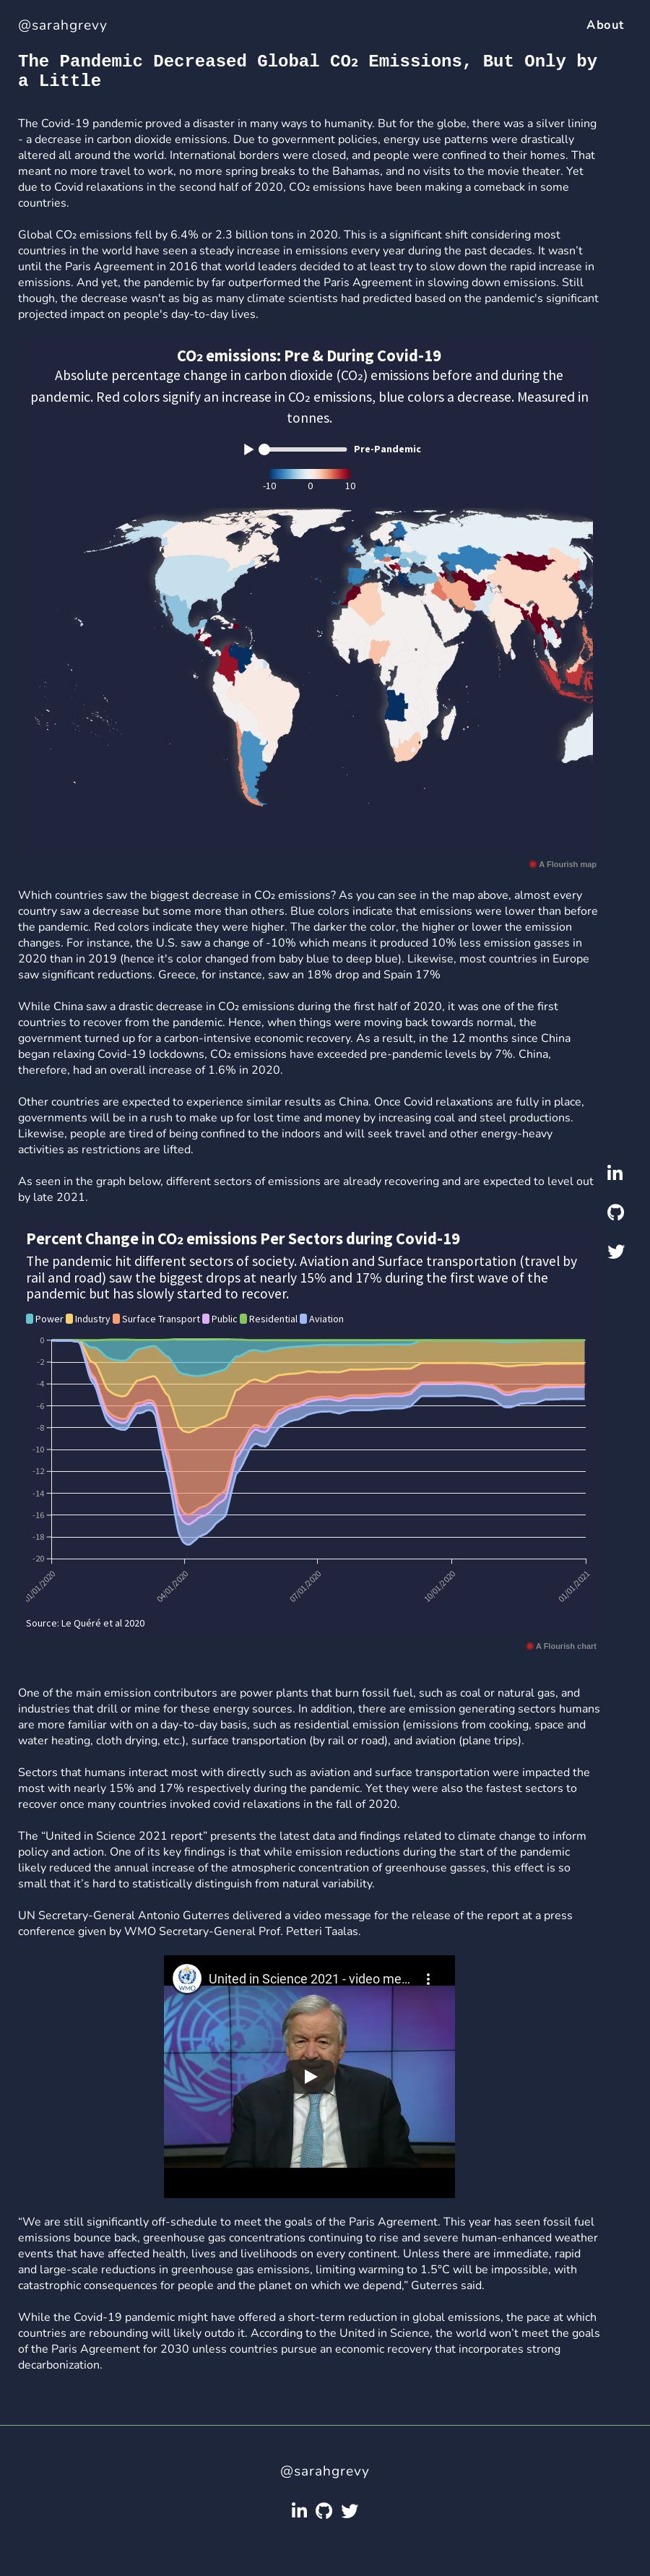 @sarahgrevy
About
The Pandemic Decreased Global CO₂ Emissions, But Only by
a Little
The Covid-19 pandemic proved a disaster in many ways to humanity. But for the globe, there was a silver lining
- a decrease in carbon dioxide emissions. Due to government policies, energy use patterns were drastically
altered all around the world. International borders were closed, and people were confined to their homes. That
meant no more travel to work, no more spring breaks to the Bahamas, and no visits to the movie theater. Yet
due to Covid relaxations in the second half of 2020, CO₂ emissions have been making a comeback in some
countries.
Global CO₂ emissions fell by 6.4% or 2.3 billion tons in 2020. This is a significant shift considering most
countries in the world have seen a steady increase in emissions every year during the past decades. It wasn’t
until the Paris Agreement in 2016 that world leaders decided to at least try to slow down the rapid increase in
emissions. And yet, the pandemic by far outperformed the Paris Agreement in slowing down emissions. Still
though, the decrease wasn't as big as many climate scientists had predicted based on the pandemic's significant
projected impact on people's day-to-day lives.
CO₂ emissions: Pre & During Covid-19
Absolute percentage change in carbon dioxide (CO₂) emissions before and during the
pandemic. Red colors signify an increase in CO₂ emissions, blue colors a decrease. Measured in
tonnes.
Pre-Pandemic
-10 0 10
A Flourish map
Which countries saw the biggest decrease in CO₂ emissions? As you can see in the map above, almost every
country saw a decrease but some more than others. Blue colors indicate that emissions were lower than before
the pandemic. Red colors indicate they were higher. The darker the color, the higher or lower the emission
changes. For instance, the U.S. saw a change of -10% which means it produced 10% less emission gasses in
2020 than in 2019 (hence it's color changed from baby blue to deep blue). Likewise, most countries in Europe
saw significant reductions. Greece, for instance, saw an 18% drop and Spain 17%
While China saw a drastic decrease in CO₂ emissions during the first half of 2020, it was one of the first
countries to recover from the pandemic. Hence, when things were moving back towards normal, the
government turned up for a carbon-intensive economic recovery. As a result, in the 12 months since China
began relaxing Covid-19 lockdowns, CO₂ emissions have exceeded pre-pandemic levels by 7%. China,
therefore, had an overall increase of 1.6% in 2020.
Other countries are expected to experience similar results as China. Once Covid relaxations are fully in place,
governments will be in a rush to make up for lost time and money by increasing coal and steel productions.
Likewise, people are tired of being confined to the indoors and will seek travel and other energy-heavy
activities as restrictions are lifted.
As seen in the graph below, different sectors of emissions are already recovering and are expected to level out
by late 2021.
Percent Change in CO₂ emissions Per Sectors during Covid-19
The pandemic hit different sectors of society. Aviation and Surface transportation (travel by
rail and road) saw the biggest drops at nearly 15% and 17% during the first wave of the
pandemic but has slowly started to recover.
Power Industry Surface Transport Public Residential Aviation
0
-2
-4
-6
-8
-10
-12
-14
-16
-18
-20
01/01/2020 04/01/2020 07/01/2020 10/01/2020 01/01/2021
Source: Le Quéré et al 2020
A Flourish chart
One of the main emission contributors are power plants that burn fossil fuel, such as coal or natural gas, and
industries that drill or mine for these energy sources. In addition, there are emission generating sectors humans
are more familiar with on a day-to-day basis, such as residential emission (emissions from cooking, space and
water heating, cloth drying, etc.), surface transportation (by rail or road), and aviation (plane trips).
Sectors that humans interact most with directly such as aviation and surface transportation were impacted the
most with nearly 15% and 17% respectively during the pandemic. Yet they were also the fastest sectors to
recover once many countries invoked covid relaxations in the fall of 2020.
The “United in Science 2021 report” presents the latest data and findings related to climate change to inform
policy and action. One of its key findings is that while emission reductions during the start of the pandemic
likely reduced the annual increase of the atmospheric concentration of greenhouse gasses, this effect is so
small that it’s hard to statistically distinguish from natural variability.
UN Secretary-General Antonio Guterres delivered a video message for the release of the report at a press
conference given by WMO Secretary-General Prof. Petteri Taalas.
WMO
United in Science 2021 - video me...
“We are still significantly off-schedule to meet the goals of the Paris Agreement. This year has seen fossil fuel
emissions bounce back, greenhouse gas concentrations continuing to rise and severe human-enhanced weather
events that have affected health, lives and livelihoods on every continent. Unless there are immediate, rapid
and large-scale reductions in greenhouse gas emissions, limiting warming to 1.5°C will be impossible, with
catastrophic consequences for people and the planet on which we depend,” Guterres said.
While the Covid-19 pandemic might have offered a short-term reduction in global emissions, the pace at which
countries are rebounding will likely outdo it. According to the United in Science, the world won’t meet the goals
of the Paris Agreement for 2030 unless countries pursue an economic recovery that incorporates strong
decarbonization.
@sarahgrevy